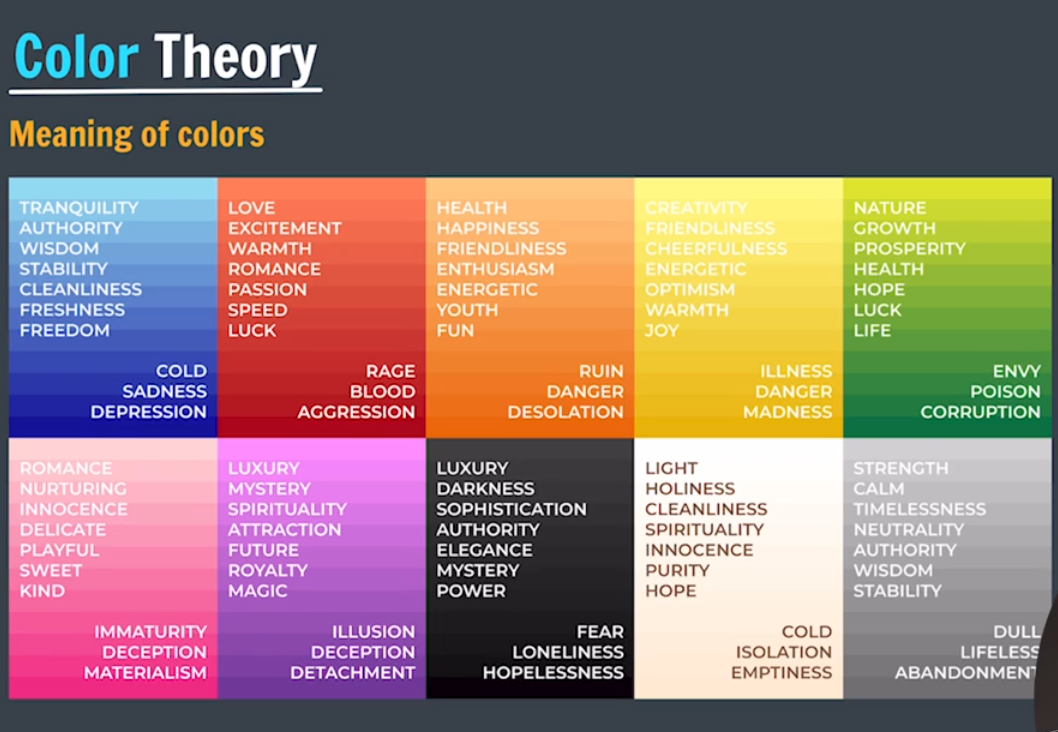 Color Theory
Meaning of colors
TRANQUILITY
AUTHORITY
WISDOM
STABILITY
CLEANLINESS
FRESHNESS
FREEDOM
COLD
SADNESS
DEPRESSION
LOVE
EXCITEMENT
WARMTH
ROMANCE
PASSION
SPEED
LUCK
RAGE
BLOOD
AGGRESSION
HEALTH
HAPPINESS
FRIENDLINESS
ENTHUSIASM
ENERGETIC
YOUTH
FUN
RUIN
DANGER
DESOLATION
CREATIVITY
FRIENDLINESS
CHEERFULNESS
ENERGETIC
OPTIMISM
WARMTH
JOY
ILLNESS
DANGER
MADNESS
NATURE
GROWTH
PROSPERITY
HEALTH
HOPE
LUCK
LIFE
ENVY
POISON
CORRUPTION
ROMANCE
NURTURING
INNOCENCE
DELICATE
PLAYFUL
SWEET
KIND
IMMATURITY
DECEPTION
MATERIALISM
LUXURY
MYSTERY
SPIRITUALITY
ATTRACTION
FUTURE
ROYALTY
MAGIC
ILLUSION
DECEPTION
DETACHMENT
LUXURY
DARKNESS
SOPHISTICATION
AUTHORITY
ELEGANCE
MYSTERY
POWER
FEAR
LONELINESS
HOPELESSNESS
LIGHT
HOLINESS
CLEANLINESS
SPIRITUALITY
INNOCENCE
PURITY
HOPE
COLD
ISOLATION
EMPTINESS
STRENGTH
CALM
TIMELESSNESS
NEUTRALITY
AUTHORITY
WISDOM
STABILITY
DULL
LIFELESS
ABANDONMENT